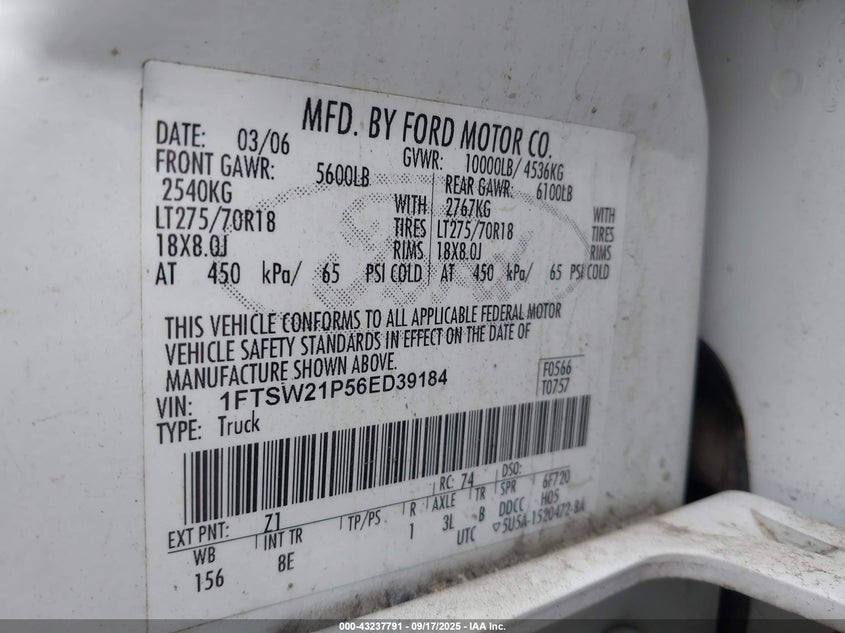 MFD. BY FORD MOTOR CO.
DATE: 03/06 GVWR: 10000LB/ 4536KG
FRONT GAWR: 5600LB REAR GAWR: 6100LB
2540KG WITH 2767KG WITH
LT275/70R18 TIRES LT275/70R18 TIRES
18X8.0J RIMS 18X8.0J RIMS
AT 450 kPa/ 65 PSI COLD AT 450 kPa/ 65 PSI COLD
THIS VEHICLE CONFORMS TO ALL APPLICABLE FEDERAL MOTOR
VEHICLE SAFETY STANDARDS IN EFFECT ON THE DATE OF
MANUFACTURE SHOWN ABOVE.
F0566
VIN: 1FTSW21P56ED39184 T0757
TYPE: Truck
RC: 74 DSO:
EXT PNT: Z1 TP/PS R AXLE TR SPR 6F720
WB INT TR 1 3L B DDCC H05
156 8E UTC ▽5U5A-1520472-BA
000-43237791 - 09/17/2025 - IAA Inc.